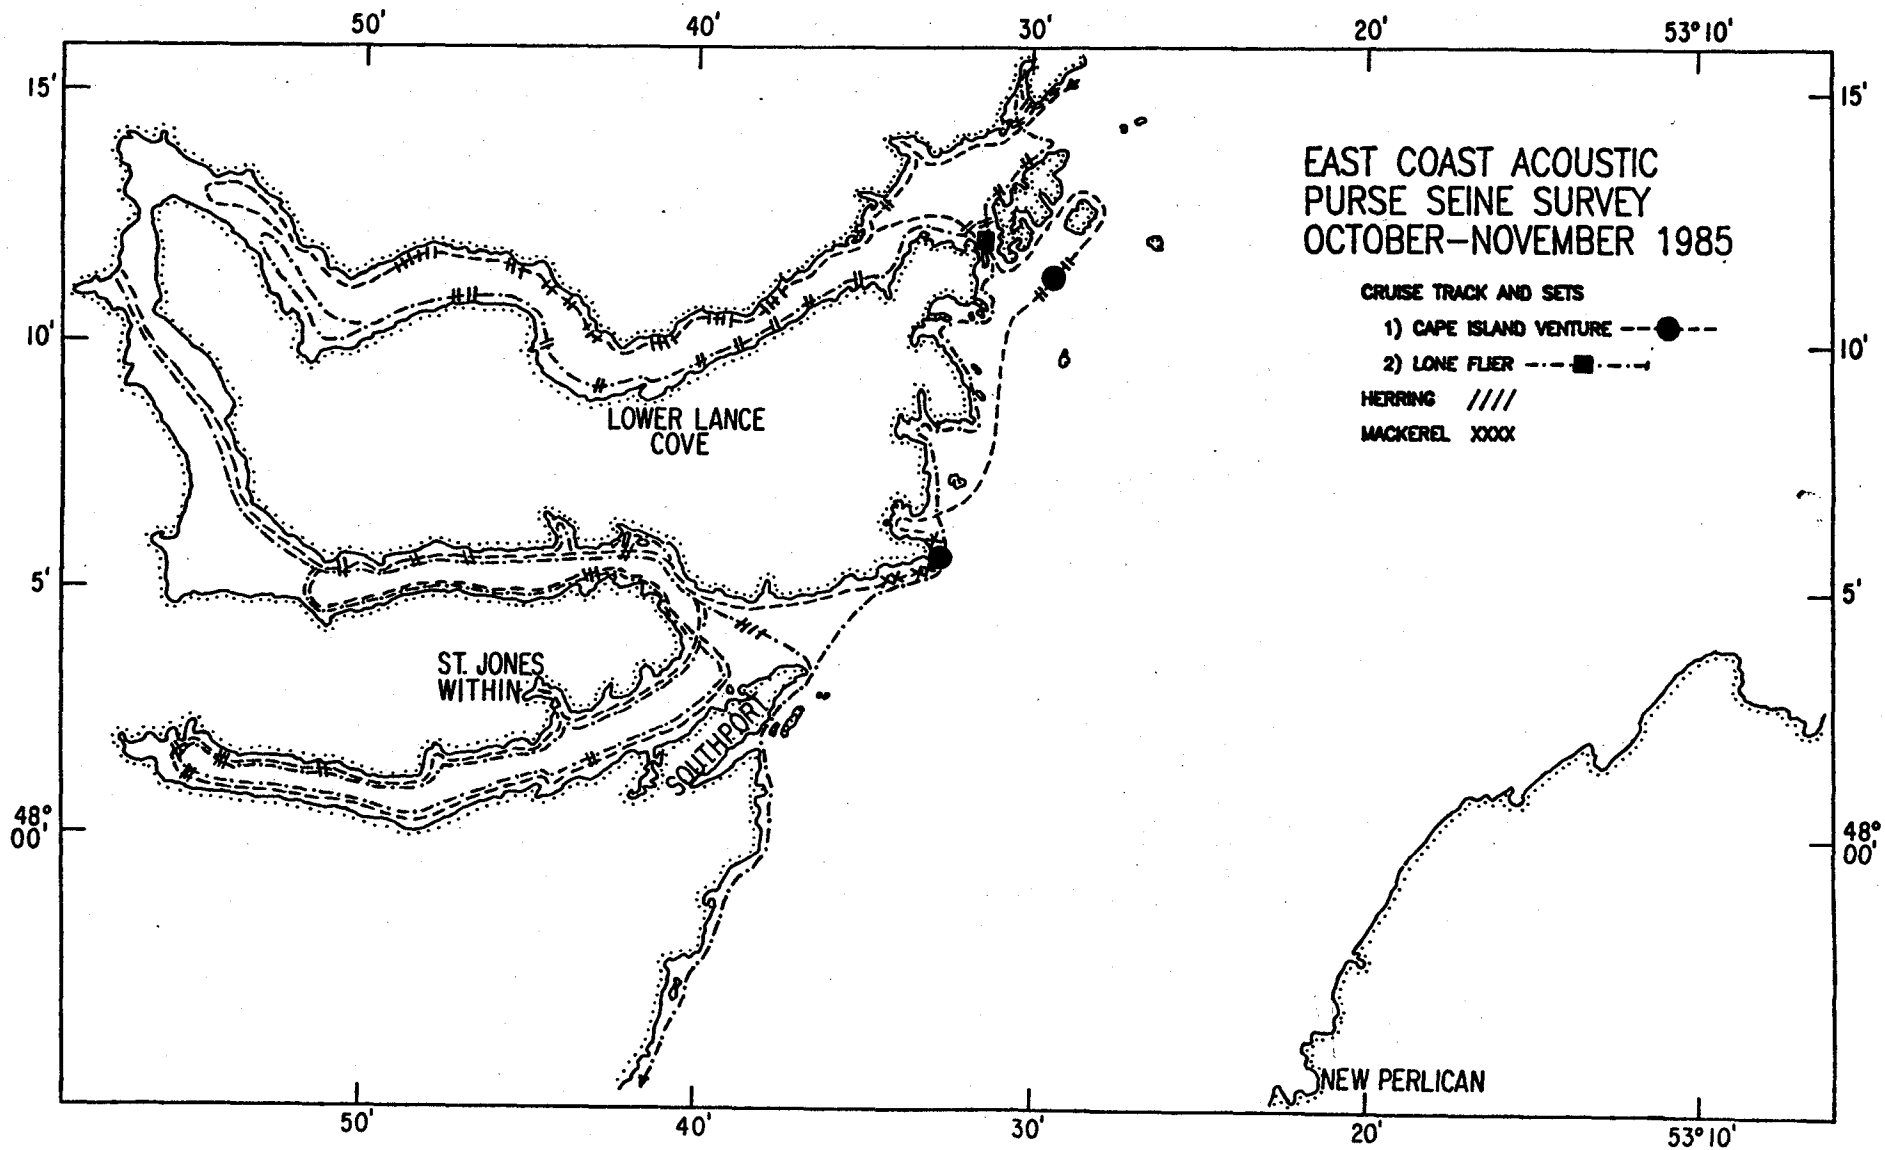 50' 40' 30' 20' 53°10'
15' 15'
EAST COAST ACOUSTIC
PURSE SEINE SURVEY
OCTOBER-NOVEMBER 1985
CRUISE TRACK AND SETS
1) CAPE ISLAND VENTURE
2) LONE FLIER
HERRING ////
MACKEREL XXXX
10' 10'
LOWER LANCE
COVE
5' 5'
ST. JONES
WITHIN
SOUTHPORT
48° 48°
00' 00'
NEW PERLICAN
50' 40' 30' 20' 53°10'